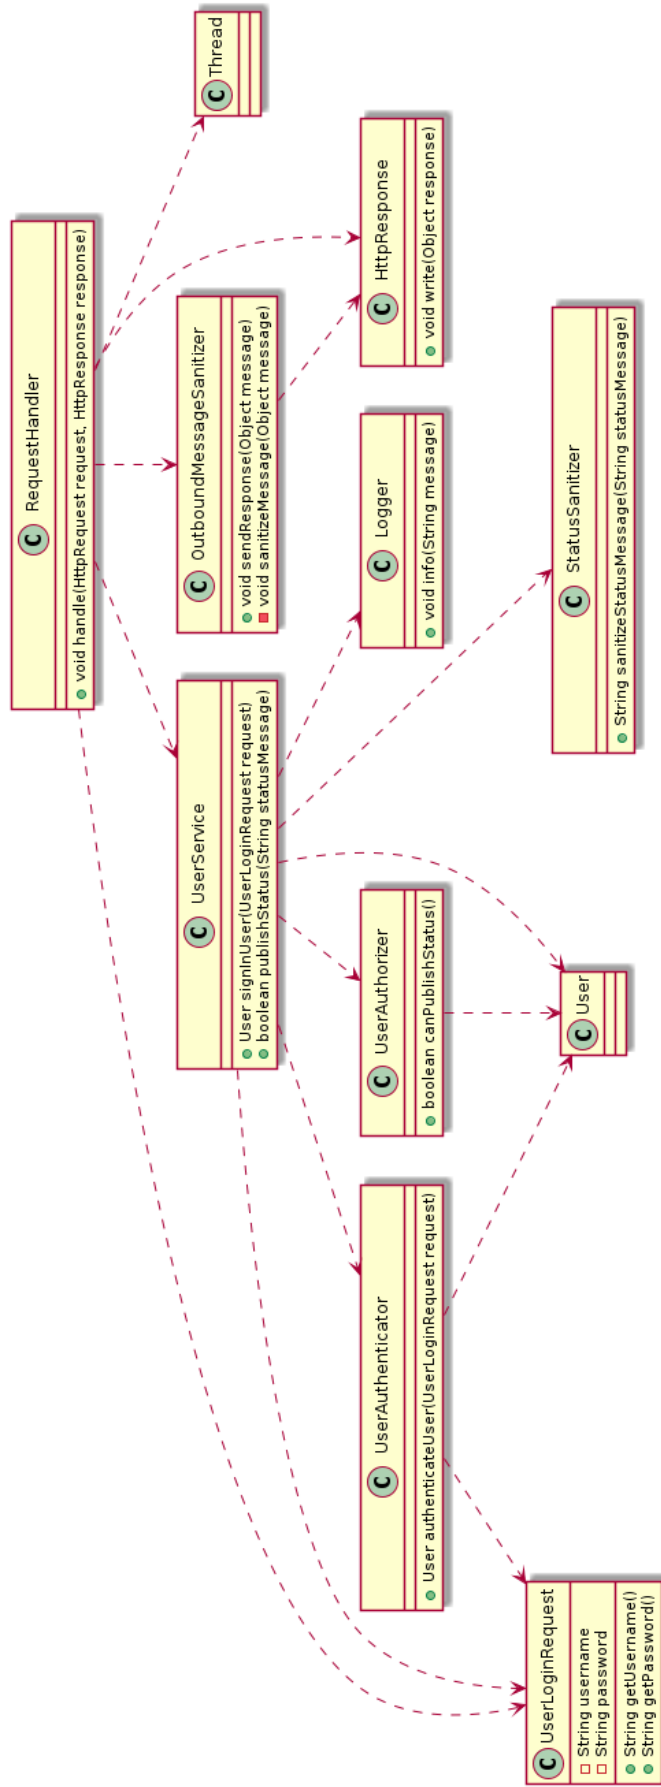 C RequestHandler
void handle(HttpRequest request, HttpResponse response)
C Thread
C UserService
User signInUser(UserLoginRequest request)
boolean publishStatus(String statusMessage)
C OutboundMessageSanitizer
void sendResponse(Object message)
void sanitizeMessage(Object message)
C UserAuthenticator
User authenticateUser(UserLoginRequest request)
C UserAuthorizer
boolean canPublishStatus()
C Logger
void info(String message)
C HttpResponse
void write(Object response)
C UserLoginRequest
String username
String password
String getUsername()
String getPassword()
C User
C StatusSanitizer
String sanitizeStatusMessage(String statusMessage)